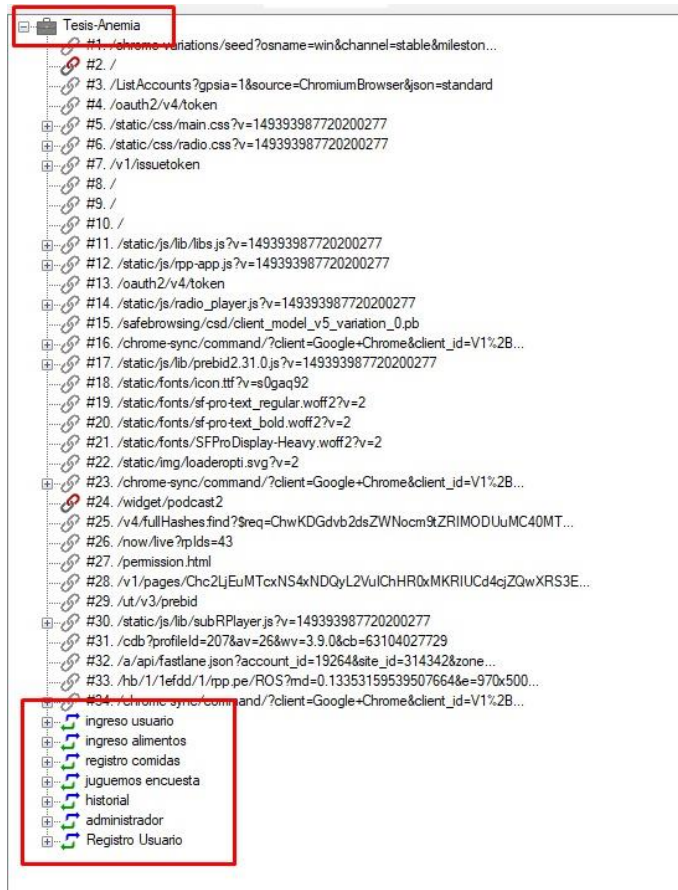 Tesis-Anemia
#1. /chrome-variations/seed?osname=win&channel=stable&mileston...
#2. /
#3. /ListAccounts?gpsia=1&source=ChromiumBrowser&json=standard
#4. /oauth2/v4/token
#5. /static/css/main.css?v=149393987720200277
#6. /static/css/radio.css?v=149393987720200277
#7. /v1/issuetoken
#8. /
#9. /
#10. /
#11. /static/js/lib/libs.js?v=149393987720200277
#12. /static/js/rpp-app.js?v=149393987720200277
#13. /oauth2/v4/token
#14. /static/js/radio_player.js?v=149393987720200277
#15. /safebrowsing/csd/client_model_v5_variation_0.pb
#16. /chrome-sync/command/?client=Google+Chrome&client_id=V1%2B...
#17. /static/js/lib/prebid2.31.0.js?v=149393987720200277
#18. /static/fonts/icon.ttf?v=s0gaq92
#19. /static/fonts/sf-pro-text_regular.woff2?v=2
#20. /static/fonts/sf-pro-text_bold.woff2?v=2
#21. /static/fonts/SFProDisplay-Heavy.woff2?v=2
#22. /static/img/loaderopti.svg?v=2
#23. /chrome-sync/command/?client=Google+Chrome&client_id=V1%2B...
#24. /widget/podcast2
#25. /v4/fullHashes:find?$req=ChwKDGdvb2dsZWNocm9tZRIMODUuMC40MT...
#26. /now/live?rpIds=43
#27. /permission.html
#28. /v1/pages/Chc2LjEuMTcxNS4xNDQyL2VuIChHR0xMKRIUCd4cjZQwXRS3E...
#29. /ut/v3/prebid
#30. /static/js/lib/subRPlayer.js?v=149393987720200277
#31. /cdb?profileId=207&av=26&wv=3.9.0&cb=63104027729
#32. /a/api/fastlane.json?account_id=19264&site_id=314342&zone...
#33. /hb/1/1efdd/1/rpp.pe/ROS?rnd=0.13353159539507664&e=970x500...
#34. /chrome-sync/command/?client=Google+Chrome&client_id=V1%2B...
ingreso usuario
ingreso alimentos
registro comidas
juguemos encuesta
historial
administrador
Registro Usuario